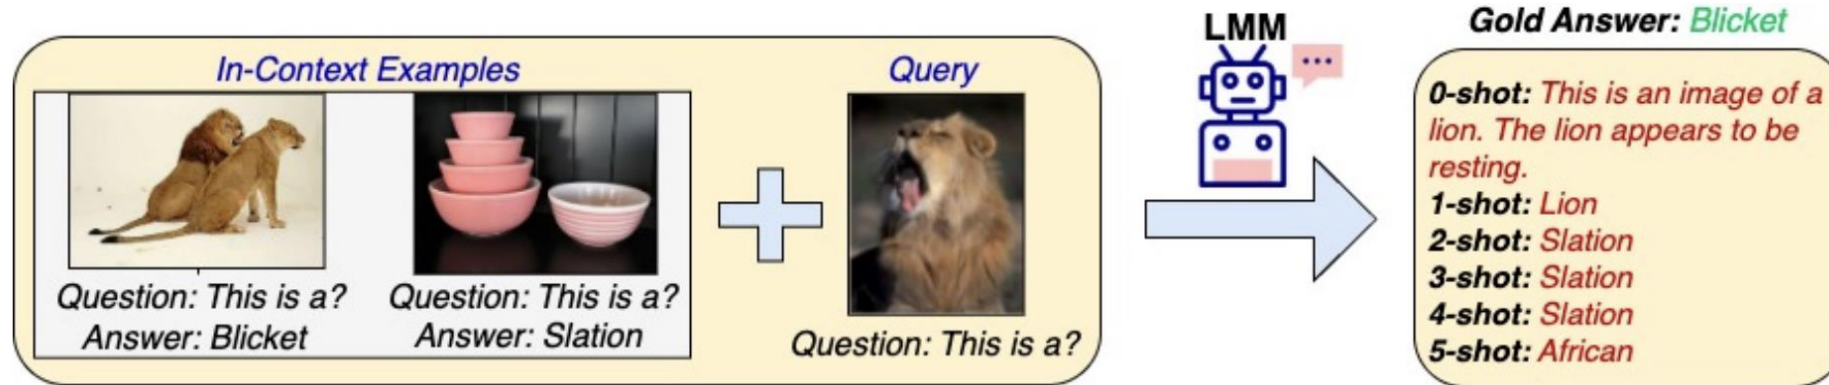 In-Context Examples
Question: This is a?
Answer: Blicket
Question: This is a?
Answer: Slation
Query
Question: This is a?
LMM
Gold Answer: Blicket
0-shot: This is an image of a
lion. The lion appears to be
resting.
1-shot: Lion
2-shot: Slation
3-shot: Slation
4-shot: Slation
5-shot: African